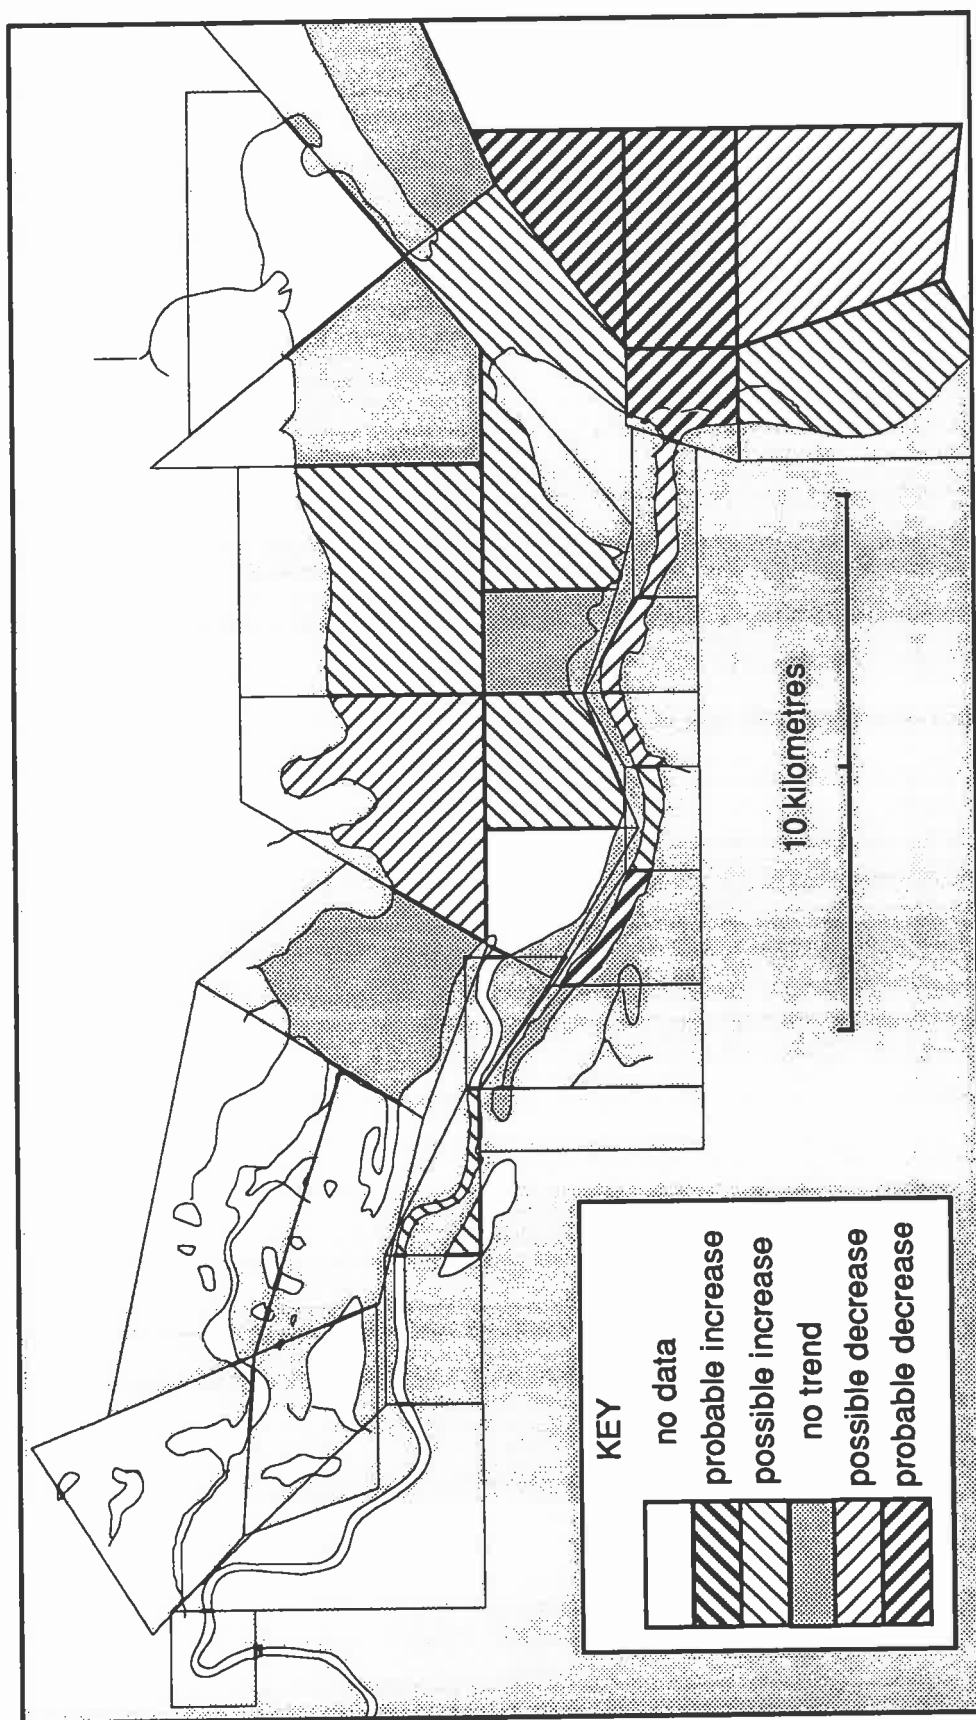 10 kilometres
KEY
no data
probable increase
possible increase
no trend
possible decrease
probable decrease